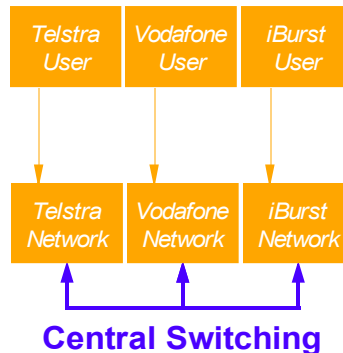 Telstra
User
Vodafone
User
iBurst
User
Telstra
Network
Vodafone
Network
iBurst
Network
Central Switching